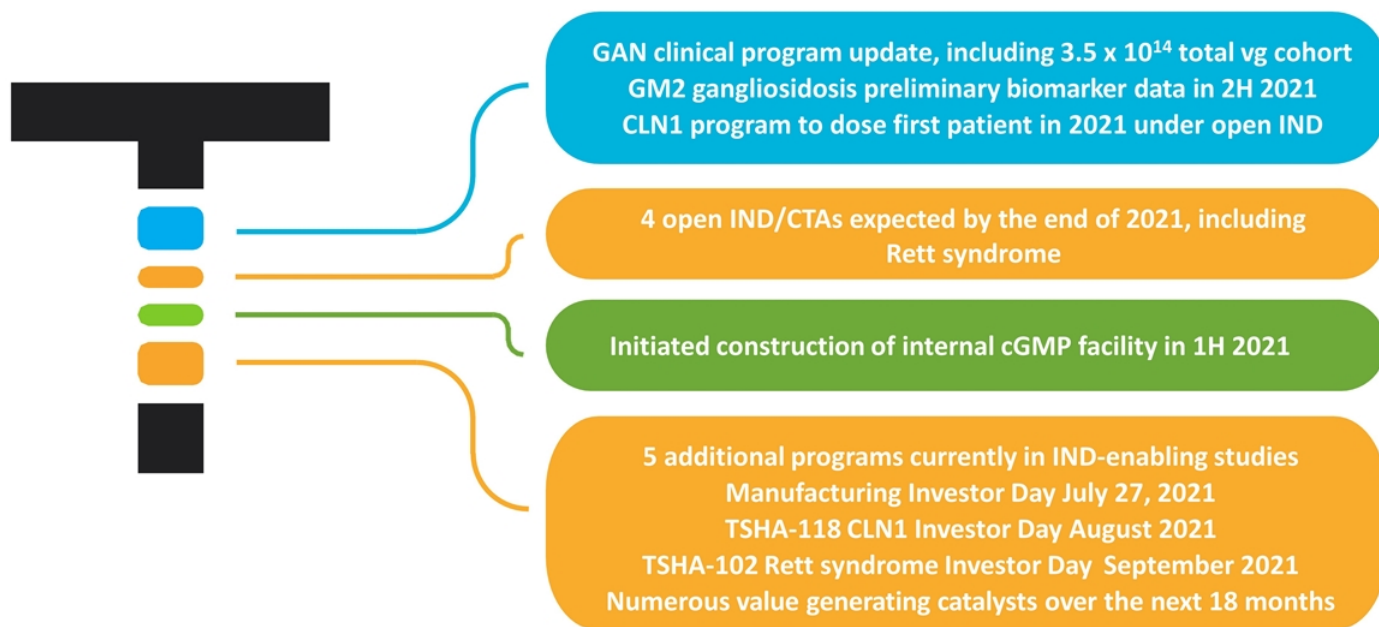 GAN clinical program update, including 3.5 x 10¹⁴ total vg cohort
GM2 gangliosidosis preliminary biomarker data in 2H 2021
CLN1 program to dose first patient in 2021 under open IND
4 open IND/CTAs expected by the end of 2021, including
Rett syndrome
Initiated construction of internal cGMP facility in 1H 2021
5 additional programs currently in IND-enabling studies
Manufacturing Investor Day July 27, 2021
TSHA-118 CLN1 Investor Day August 2021
TSHA-102 Rett syndrome Investor Day September 2021
Numerous value generating catalysts over the next 18 months